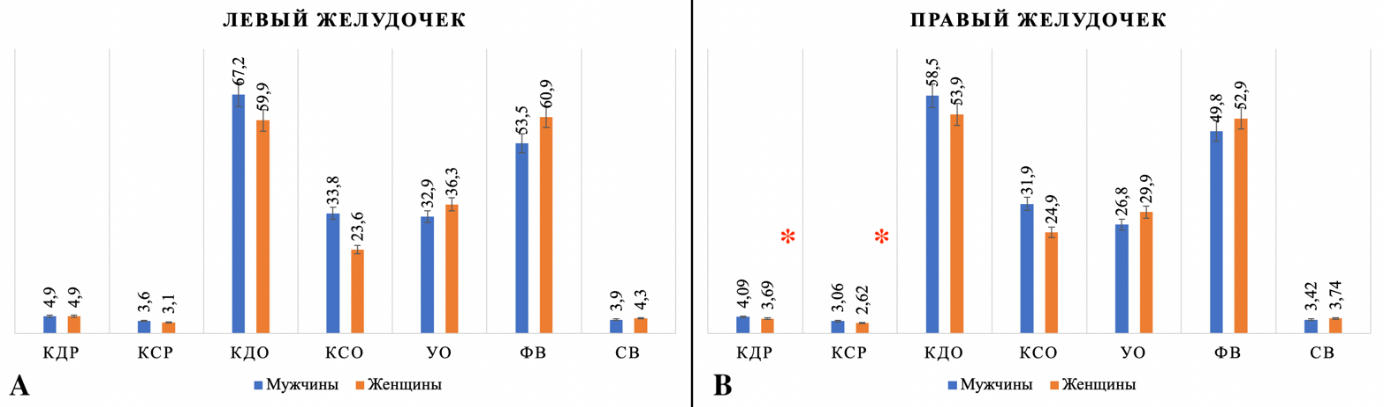 ЛЕВЫЙ ЖЕЛУДОЧЕК
4,9 4,9 3,6 3,1 67,2 59,9 33,8 23,6 32,9 36,3 53,5 60,9 3,9 4,3
КДР КСР КДО КСО УО ФВ СВ
Мужчины Женщины
A
ПРАВЫЙ ЖЕЛУДОЧЕК
4,09 3,69 * 3,06 2,62 * 58,5 53,9 31,9 24,9 26,8 29,9 49,8 52,9 3,42 3,74
КДР КСР КДО КСО УО ФВ СВ
Мужчины Женщины
B